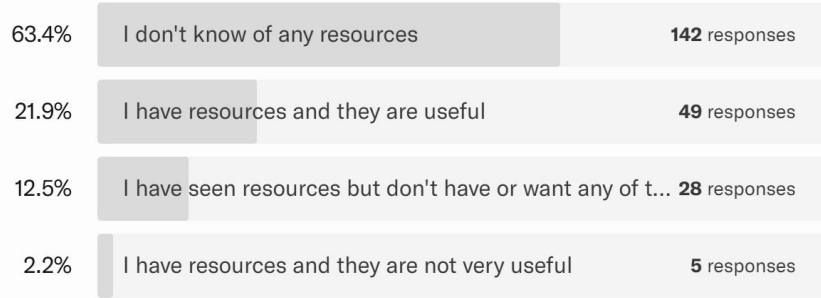 63.4% I don't know of any resources 142 responses
21.9% I have resources and they are useful 49 responses
12.5% I have seen resources but don't have or want any of t... 28 responses
2.2% I have resources and they are not very useful 5 responses